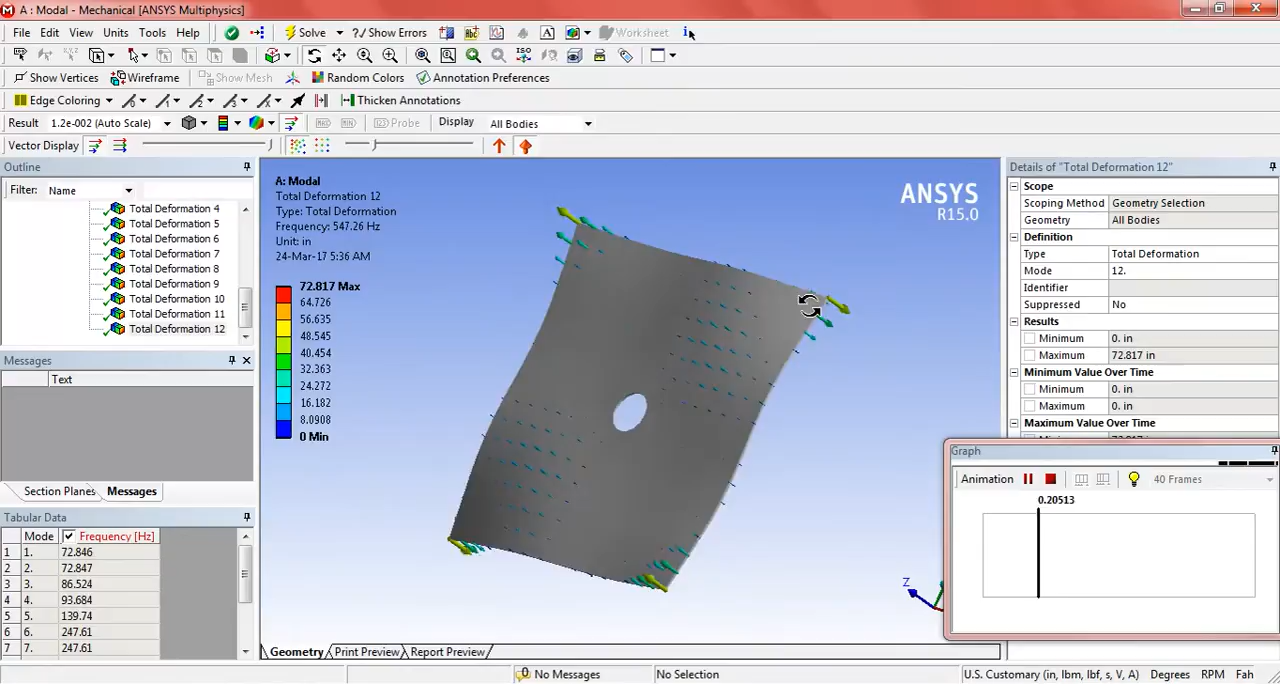 A : Modal - Mechanical [ANSYS Multiphysics]
File Edit View Units Tools Help Solve ?/ Show Errors Worksheet
Show Vertices Wireframe Show Mesh Random Colors Annotation Preferences
Edge Coloring Thicken Annotations
Result 1.2e-002 (Auto Scale) MAX MIN Probe Display All Bodies
Vector Display
Outline
Filter: Name
Total Deformation 4
Total Deformation 5
Total Deformation 6
Total Deformation 7
Total Deformation 8
Total Deformation 9
Total Deformation 10
Total Deformation 11
Total Deformation 12
Messages
Text
Section Planes Messages
Tabular Data
Mode Frequency [Hz]
1 1. 72.846
2 2. 72.847
3 3. 86.524
4 4. 93.684
5 5. 139.74
6 6. 247.61
7 7. 247.61
A: Modal
Total Deformation 12
Type: Total Deformation
Frequency: 547.26 Hz
Unit: in
24-Mar-17 5:36 AM
72.817 Max
64.726
56.635
48.545
40.454
32.363
24.272
16.182
8.0908
0 Min
ANSYS
R15.0
Z
Geometry Print Preview Report Preview
Details of "Total Deformation 12"
Scope
Scoping Method Geometry Selection
Geometry All Bodies
Definition
Type Total Deformation
Mode 12.
Identifier
Suppressed No
Results
Minimum 0. in
Maximum 72.817 in
Minimum Value Over Time
Minimum 0. in
Maximum 0. in
Maximum Value Over Time
Graph
Animation 40 Frames
0.20513
No Messages No Selection U.S. Customary (in, lbm, lbf, s, V, A) Degrees RPM Fah